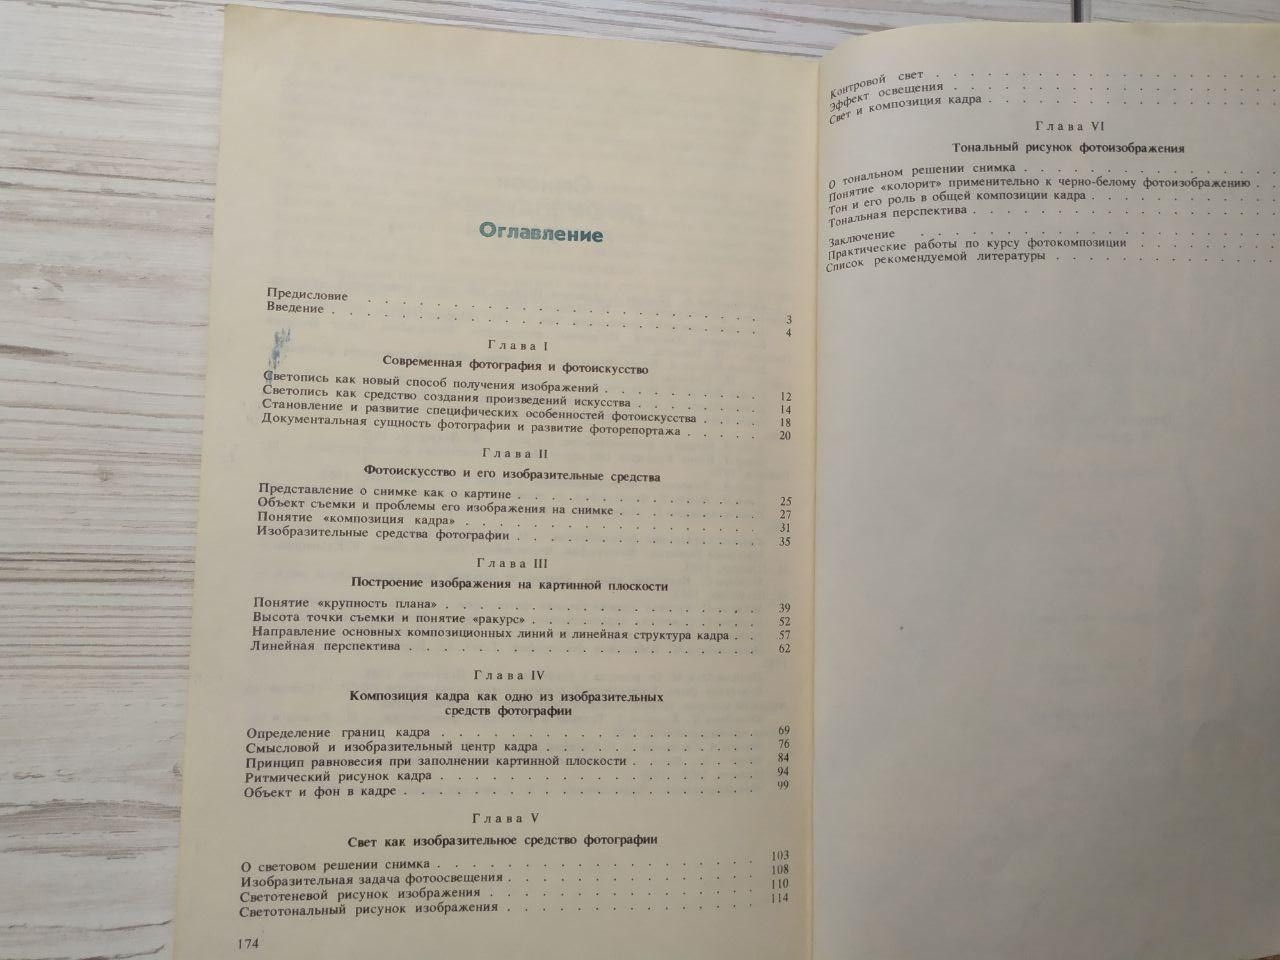 Оглавление
Предисловие . . . . . . . . . . . . . . . . . . 3
Введение . . . . . . . . . . . . . . . . . . 4
Глава I
Современная фотография и фотоискусство
Светопись как новый способ получения изображений . . . . . . . . 12
Светопись как средство создания произведений искусства . . . . . . 14
Становление и развитие специфических особенностей фотоискусства . . . . 18
Документальная сущность фотографии и развитие фоторепортажа . . . . . 20
Глава II
Фотоискусство и его изобразительные средства
Представление о снимке как о картине . . . . . . . . . . . 25
Объект съемки и проблемы его изображения на снимке . . . . . . . 27
Понятие «композиция кадра» . . . . . . . . . . . . . 31
Изобразительные средства фотографии . . . . . . . . . . . 35
Глава III
Построение изображения на картинной плоскости
Понятие «крупность плана» . . . . . . . . . . . . . . 39
Высота точки съемки и понятие «ракурс» . . . . . . . . . . 52
Направление основных композиционных линий и линейная структура кадра . . 57
Линейная перспектива . . . . . . . . . . . . . . . 62
Глава IV
Композиция кадра как одно из изобразительных
средств фотографии
Определение границ кадра . . . . . . . . . . . . . . 69
Смысловой и изобразительный центр кадра . . . . . . . . . . 76
Принцип равновесия при заполнении картинной плоскости . . . . . . 84
Ритмический рисунок кадра . . . . . . . . . . . . . . 94
Объект и фон в кадре . . . . . . . . . . . . . . . 99
Глава V
Свет как изобразительное средство фотографии
О световом решении снимка . . . . . . . . . . . . . . 103
Изобразительная задача фотоосвещения . . . . . . . . . . . 108
Светотеневой рисунок изображения . . . . . . . . . . . . 110
Светотональный рисунок изображения . . . . . . . . . . . 114
174
Контровой свет . . . . . . . . . . . .
Эффект освещения . . . . . . . . . . . .
Свет и композиция кадра . . . . . . . . . .
Глава VI
Тональный рисунок фотоизображения
О тональном решении снимка . . . . . . . . .
Понятие «колорит» применительно к черно-белому фотоизображению . .
Тон и его роль в общей композиции кадра . . . . . . .
Тональная перспектива . . . . . . . . . . .
Заключение . . . . . . . . . . . . .
Практические работы по курсу фотокомпозиции . . . . .
Список рекомендуемой литературы . . . . . . . .